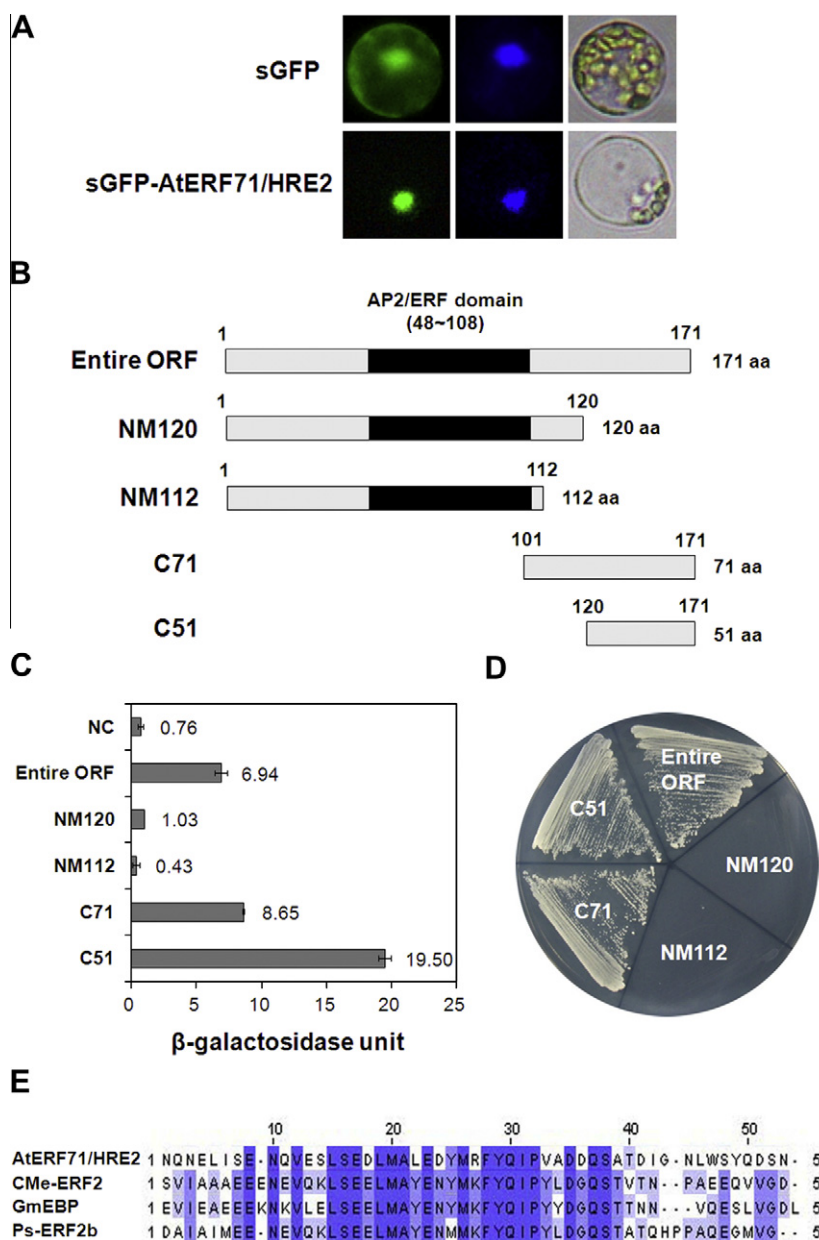 A
sGFP
sGFP-AtERF71/HRE2
B
AP2/ERF domain
(48~108)
1 171
Entire ORF 171 aa
1 120
NM120 120 aa
1 112
NM112 112 aa
101 171
C71 71 aa
120 171
C51 51 aa
C
NC 0.76
Entire ORF 6.94
NM120 1.03
NM112 0.43
C71 8.65
C51 19.50
0 5 10 15 20 25
β-galactosidase unit
D
Entire
ORF
C51
NM120
C71
NM112
E
10 20 30 40 50
AtERF71/HRE2 1 NQNELISE-NQVESLSEDLMALEDYMRFYQIPVADDQSATDIG-NLWSYQDSN- 5
CMe-ERF2 1 SVIAAAEEENEVQKLSEELMAYENYMKFYQIPYLDGQSTVTN--PAEEQVVGD- 5
GmEBP 1 EVIEAEEEKNKVLELSEELMAYENYMKFYQIPYYDGQSTAN---VQESLVGDL 5
Ps-ERF2b 1 DAIAIMEE-NEVQKLSEELMAYENMMKFYQIPYLDGQSTATQHPPAQEGMVG-- 5